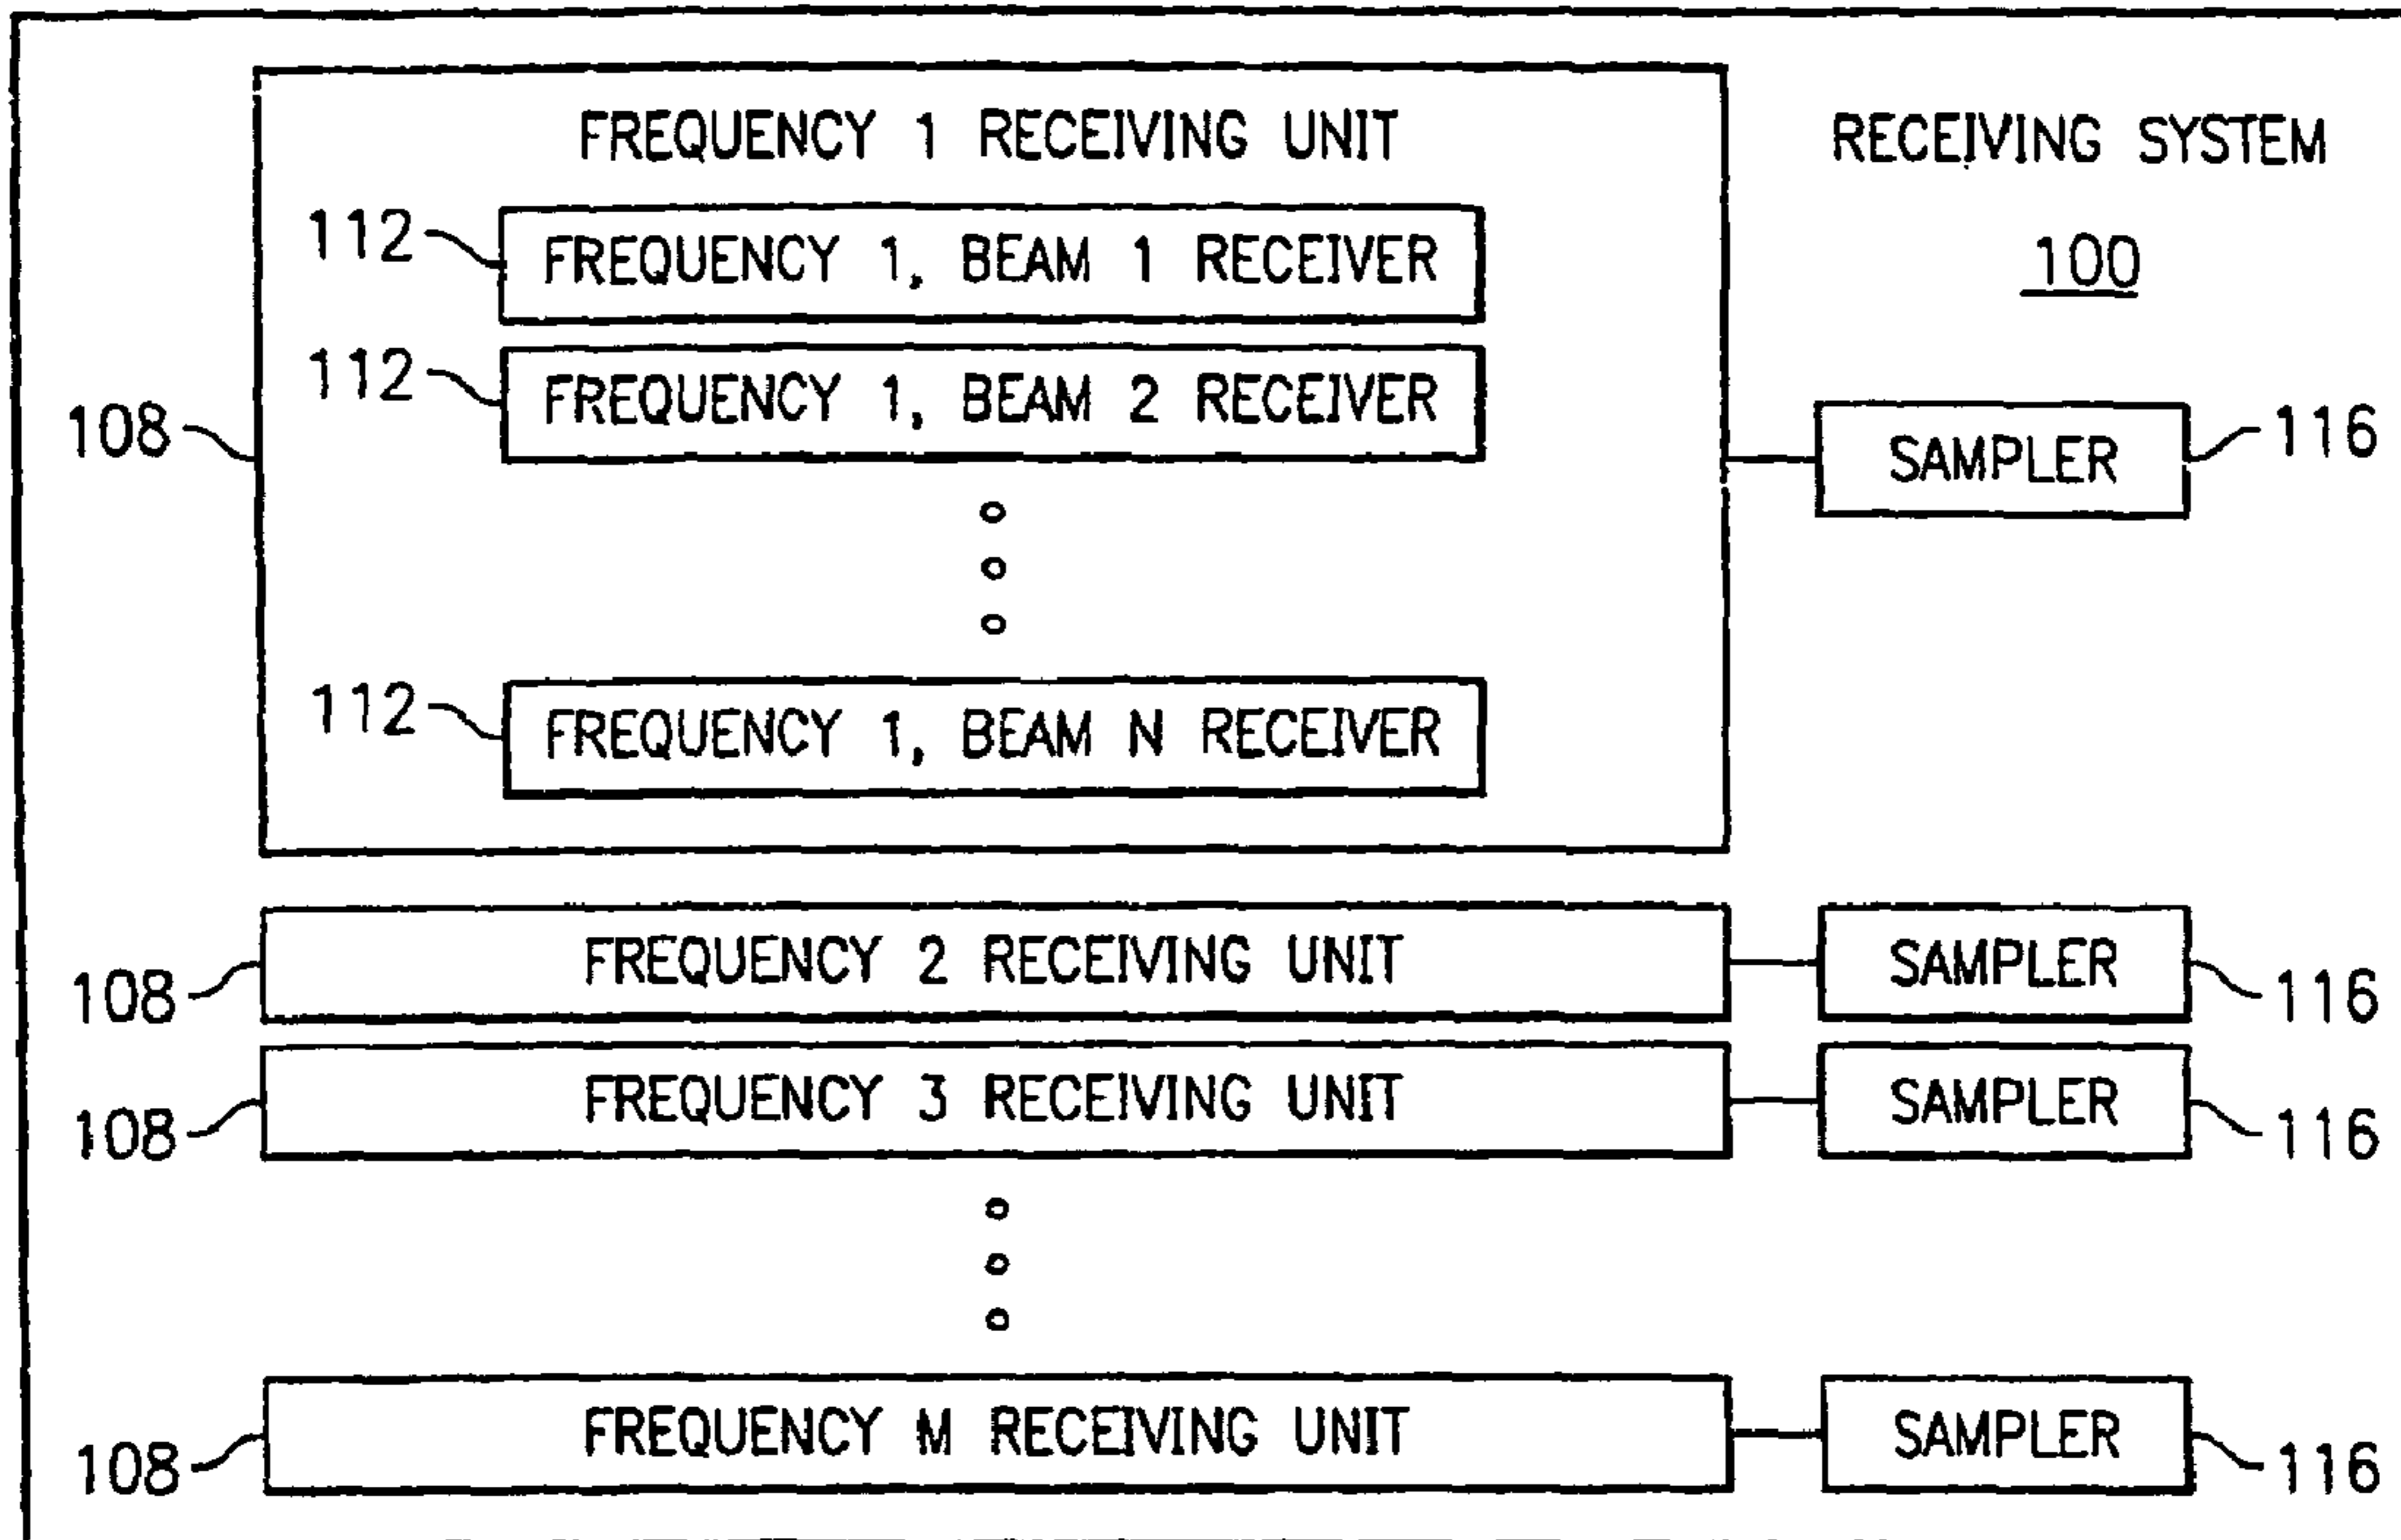 FREQUENCY 1 RECEIVING UNIT
RECEIVING SYSTEM
100
112
FREQUENCY 1, BEAM 1 RECEIVER
112
FREQUENCY 1, BEAM 2 RECEIVER
108
SAMPLER
116
112
FREQUENCY 1, BEAM N RECEIVER
108
FREQUENCY 2 RECEIVING UNIT
SAMPLER
116
108
FREQUENCY 3 RECEIVING UNIT
SAMPLER
116
108
FREQUENCY M RECEIVING UNIT
SAMPLER
116